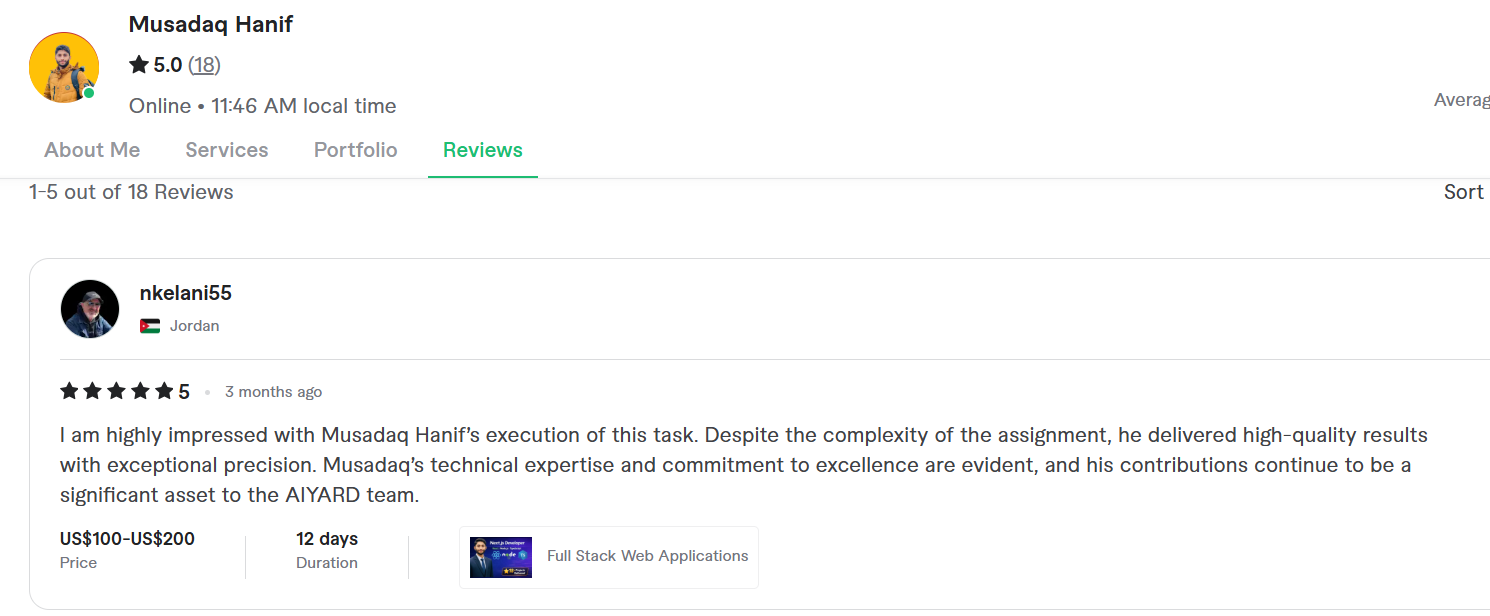 Musadaq Hanif
5.0 (18)
Online • 11:46 AM local time
Averag
About Me
Services
Portfolio
Reviews
1-5 out of 18 Reviews
Sort
nkelani55
Jordan
5 • 3 months ago
I am highly impressed with Musadaq Hanif’s execution of this task. Despite the complexity of the assignment, he delivered high-quality results
with exceptional precision. Musadaq’s technical expertise and commitment to excellence are evident, and his contributions continue to be a
significant asset to the AIYARD team.
US$100-US$200
Price
12 days
Duration
Next.js Developer
node
Full Stack Web Applications